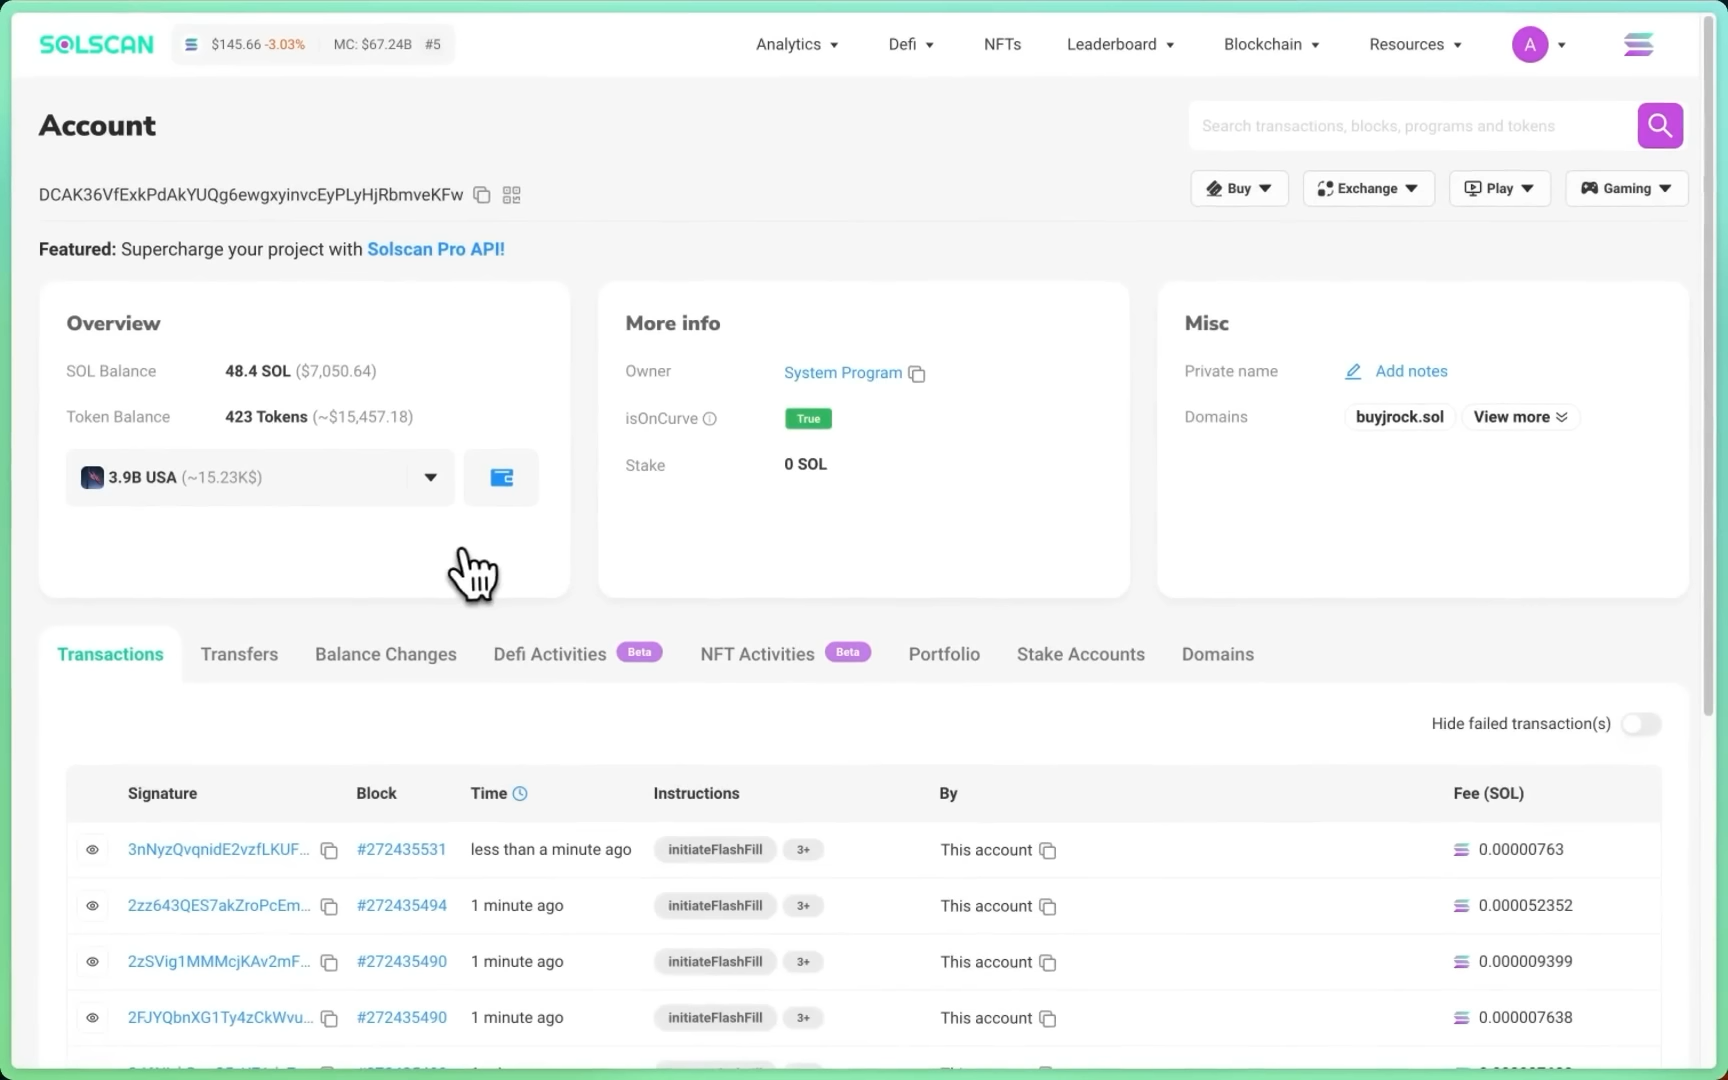 SOLSCAN
$145.66 -3.03% MC: $67.24B #5
Analytics Defi NFTs Leaderboard Blockchain Resources A
Account
Search transactions, blocks, programs and tokens
DCAK36VfExkPdAkYUQg6ewgxyinvcEyPLyHjRbmveKFw
Buy Exchange Play Gaming
Featured: Supercharge your project with Solscan Pro API!
Overview
SOL Balance 48.4 SOL ($7,050.64)
Token Balance 423 Tokens (~$15,457.18)
3.9B USA (~15.23K$)
More info
Owner System Program
isOnCurve True
Stake 0 SOL
Misc
Private name Add notes
Domains buyjrock.sol View more
Transactions Transfers Balance Changes Defi Activities Beta NFT Activities Beta Portfolio Stake Accounts Domains
Hide failed transaction(s)
Signature Block Time Instructions By Fee (SOL)
3nNyzQvqnidE2vzfLKUF... #272435531 less than a minute ago initiateFlashFill 3+ This account 0.00000763
2zz643QES7akZroPcEm... #272435494 1 minute ago initiateFlashFill 3+ This account 0.000052352
2zSVig1MMMcjKAv2mF... #272435490 1 minute ago initiateFlashFill 3+ This account 0.000009399
2FJYQbnXG1Ty4zCkWvu... #272435490 1 minute ago initiateFlashFill 3+ This account 0.000007638